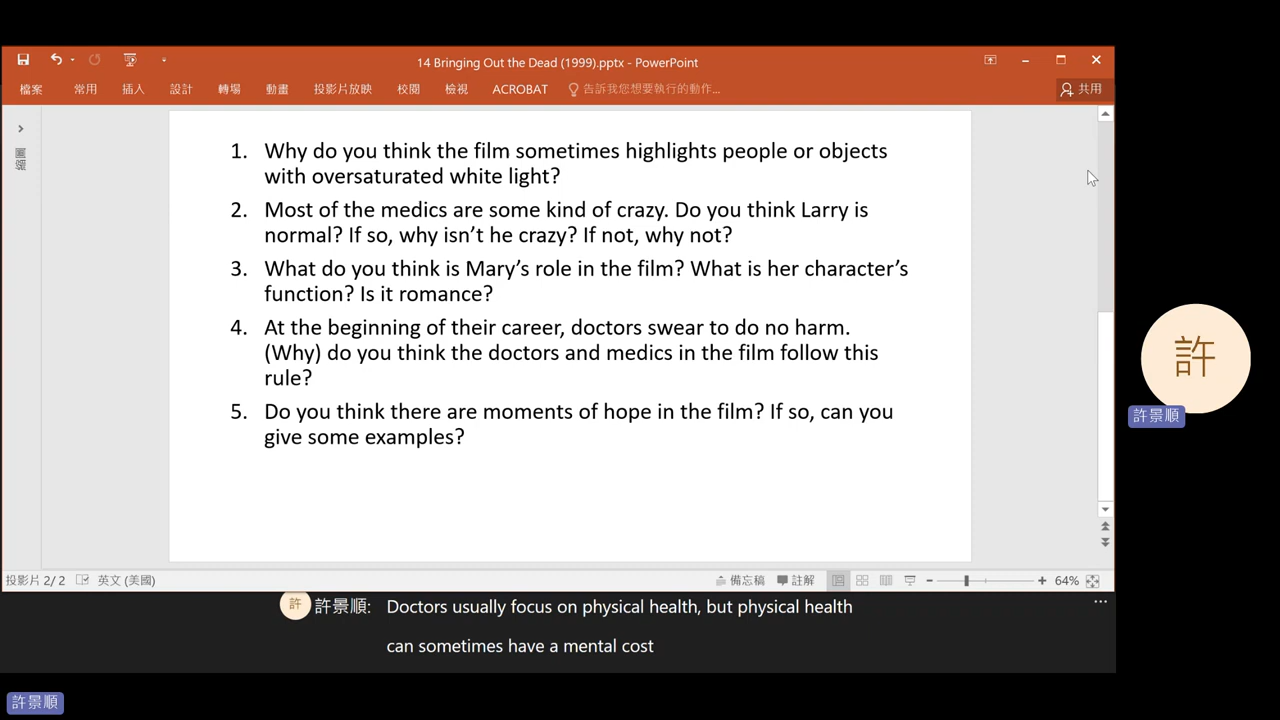 14 Bringing Out the Dead (1999).pptx - PowerPoint
檔案 常用 插入 設計 轉場 動畫 投影片放映 校閱 檢視 ACROBAT 告訴我您想要執行的動作... 共用
1. Why do you think the film sometimes highlights people or objects
with oversaturated white light?
2. Most of the medics are some kind of crazy. Do you think Larry is
normal? If so, why isn’t he crazy? If not, why not?
3. What do you think is Mary’s role in the film? What is her character’s
function? Is it romance?
4. At the beginning of their career, doctors swear to do no harm.
(Why) do you think the doctors and medics in the film follow this
rule?
5. Do you think there are moments of hope in the film? If so, can you
give some examples?
許
許景順
投影片 2/ 2 英文 (美國) 備忘稿 註解 64%
許 許景順: Doctors usually focus on physical health, but physical health
can sometimes have a mental cost
許景順